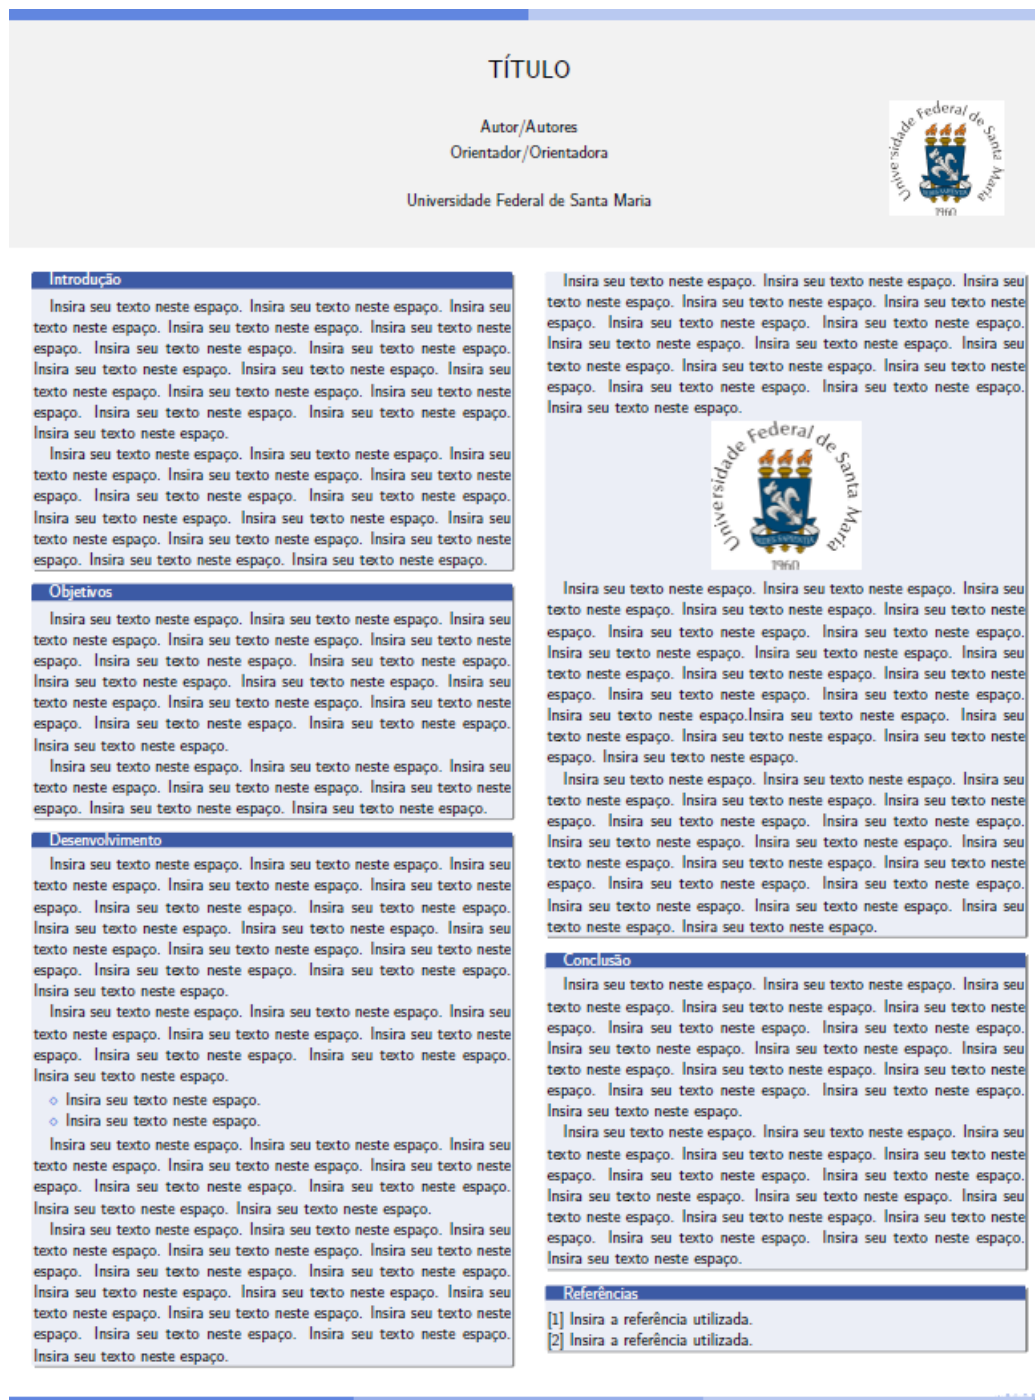 TÍTULO
Autor/Autores
Orientador/Orientadora
Universidade Federal de Santa Maria
Universidade Federal de Santa Maria
1960
Introdução
Insira seu texto neste espaço. Insira seu texto neste espaço. Insira seu
texto neste espaço. Insira seu texto neste espaço. Insira seu texto neste
espaço. Insira seu texto neste espaço. Insira seu texto neste espaço.
Insira seu texto neste espaço. Insira seu texto neste espaço. Insira seu
texto neste espaço. Insira seu texto neste espaço. Insira seu texto neste
espaço. Insira seu texto neste espaço. Insira seu texto neste espaço.
Insira seu texto neste espaço.
Insira seu texto neste espaço. Insira seu texto neste espaço. Insira seu
texto neste espaço. Insira seu texto neste espaço. Insira seu texto neste
espaço. Insira seu texto neste espaço. Insira seu texto neste espaço.
Insira seu texto neste espaço. Insira seu texto neste espaço. Insira seu
texto neste espaço. Insira seu texto neste espaço. Insira seu texto neste
espaço. Insira seu texto neste espaço. Insira seu texto neste espaço.
Objetivos
Insira seu texto neste espaço. Insira seu texto neste espaço. Insira seu
texto neste espaço. Insira seu texto neste espaço. Insira seu texto neste
espaço. Insira seu texto neste espaço. Insira seu texto neste espaço.
Insira seu texto neste espaço. Insira seu texto neste espaço. Insira seu
texto neste espaço. Insira seu texto neste espaço. Insira seu texto neste
espaço. Insira seu texto neste espaço. Insira seu texto neste espaço.
Insira seu texto neste espaço.
Insira seu texto neste espaço. Insira seu texto neste espaço. Insira seu
texto neste espaço. Insira seu texto neste espaço. Insira seu texto neste
espaço. Insira seu texto neste espaço. Insira seu texto neste espaço.
Desenvolvimento
Insira seu texto neste espaço. Insira seu texto neste espaço. Insira seu
texto neste espaço. Insira seu texto neste espaço. Insira seu texto neste
espaço. Insira seu texto neste espaço. Insira seu texto neste espaço.
Insira seu texto neste espaço. Insira seu texto neste espaço. Insira seu
texto neste espaço. Insira seu texto neste espaço. Insira seu texto neste
espaço. Insira seu texto neste espaço. Insira seu texto neste espaço.
Insira seu texto neste espaço.
Insira seu texto neste espaço. Insira seu texto neste espaço. Insira seu
texto neste espaço. Insira seu texto neste espaço. Insira seu texto neste
espaço. Insira seu texto neste espaço. Insira seu texto neste espaço.
Insira seu texto neste espaço.
⋄ Insira seu texto neste espaço.
⋄ Insira seu texto neste espaço.
Insira seu texto neste espaço. Insira seu texto neste espaço. Insira seu
texto neste espaço. Insira seu texto neste espaço. Insira seu texto neste
espaço. Insira seu texto neste espaço. Insira seu texto neste espaço.
Insira seu texto neste espaço. Insira seu texto neste espaço.
Insira seu texto neste espaço. Insira seu texto neste espaço. Insira seu
texto neste espaço. Insira seu texto neste espaço. Insira seu texto neste
espaço. Insira seu texto neste espaço. Insira seu texto neste espaço.
Insira seu texto neste espaço. Insira seu texto neste espaço. Insira seu
texto neste espaço. Insira seu texto neste espaço. Insira seu texto neste
espaço. Insira seu texto neste espaço. Insira seu texto neste espaço.
Insira seu texto neste espaço.
Insira seu texto neste espaço. Insira seu texto neste espaço. Insira seu
texto neste espaço. Insira seu texto neste espaço. Insira seu texto neste
espaço. Insira seu texto neste espaço. Insira seu texto neste espaço.
Insira seu texto neste espaço. Insira seu texto neste espaço. Insira seu
texto neste espaço. Insira seu texto neste espaço. Insira seu texto neste
espaço. Insira seu texto neste espaço. Insira seu texto neste espaço.
Insira seu texto neste espaço.
Universidade Federal de Santa Maria
1960
Insira seu texto neste espaço. Insira seu texto neste espaço. Insira seu
texto neste espaço. Insira seu texto neste espaço. Insira seu texto neste
espaço. Insira seu texto neste espaço. Insira seu texto neste espaço.
Insira seu texto neste espaço. Insira seu texto neste espaço. Insira seu
texto neste espaço. Insira seu texto neste espaço. Insira seu texto neste
espaço. Insira seu texto neste espaço. Insira seu texto neste espaço.
Insira seu texto neste espaço.Insira seu texto neste espaço. Insira seu
texto neste espaço. Insira seu texto neste espaço. Insira seu texto neste
espaço. Insira seu texto neste espaço.
Insira seu texto neste espaço. Insira seu texto neste espaço. Insira seu
texto neste espaço. Insira seu texto neste espaço. Insira seu texto neste
espaço. Insira seu texto neste espaço. Insira seu texto neste espaço.
Insira seu texto neste espaço. Insira seu texto neste espaço. Insira seu
texto neste espaço. Insira seu texto neste espaço. Insira seu texto neste
espaço. Insira seu texto neste espaço. Insira seu texto neste espaço.
Insira seu texto neste espaço. Insira seu texto neste espaço. Insira seu
texto neste espaço. Insira seu texto neste espaço.
Conclusão
Insira seu texto neste espaço. Insira seu texto neste espaço. Insira seu
texto neste espaço. Insira seu texto neste espaço. Insira seu texto neste
espaço. Insira seu texto neste espaço. Insira seu texto neste espaço.
Insira seu texto neste espaço. Insira seu texto neste espaço. Insira seu
texto neste espaço. Insira seu texto neste espaço. Insira seu texto neste
espaço. Insira seu texto neste espaço. Insira seu texto neste espaço.
Insira seu texto neste espaço.
Insira seu texto neste espaço. Insira seu texto neste espaço. Insira seu
texto neste espaço. Insira seu texto neste espaço. Insira seu texto neste
espaço. Insira seu texto neste espaço. Insira seu texto neste espaço.
Insira seu texto neste espaço. Insira seu texto neste espaço. Insira seu
texto neste espaço. Insira seu texto neste espaço. Insira seu texto neste
espaço. Insira seu texto neste espaço. Insira seu texto neste espaço.
Insira seu texto neste espaço.
Referências
[1] Insira a referência utilizada.
[2] Insira a referência utilizada.